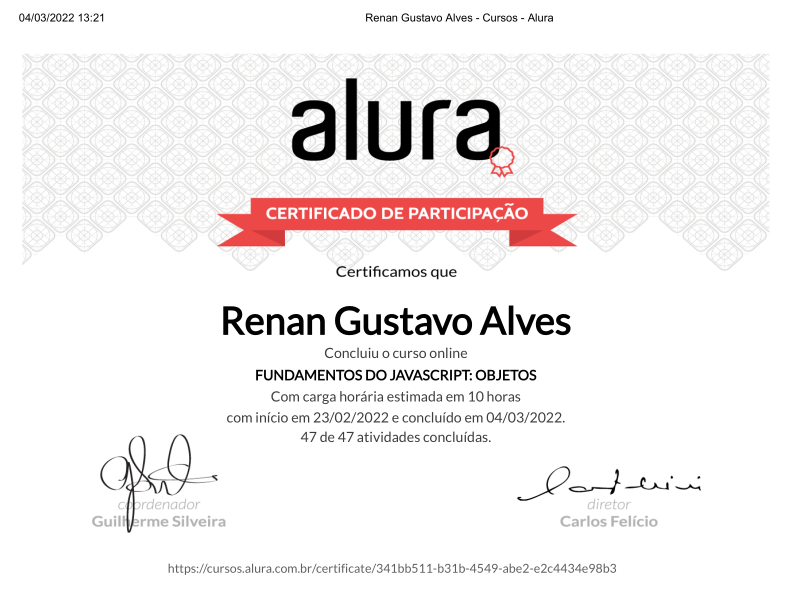 04/03/2022 13:21
Renan Gustavo Alves - Cursos - Alura
alura
CERTIFICADO DE PARTICIPAÇÃO
Certificamos que
Renan Gustavo Alves
Concluiu o curso online
FUNDAMENTOS DO JAVASCRIPT: OBJETOS
Com carga horária estimada em 10 horas
com início em 23/02/2022 e concluído em 04/03/2022.
47 de 47 atividades concluídas.
coordenador
Guilherme Silveira
diretor
Carlos Felício
https://cursos.alura.com.br/certificate/341bb511-b31b-4549-abe2-e2c4434e98b3